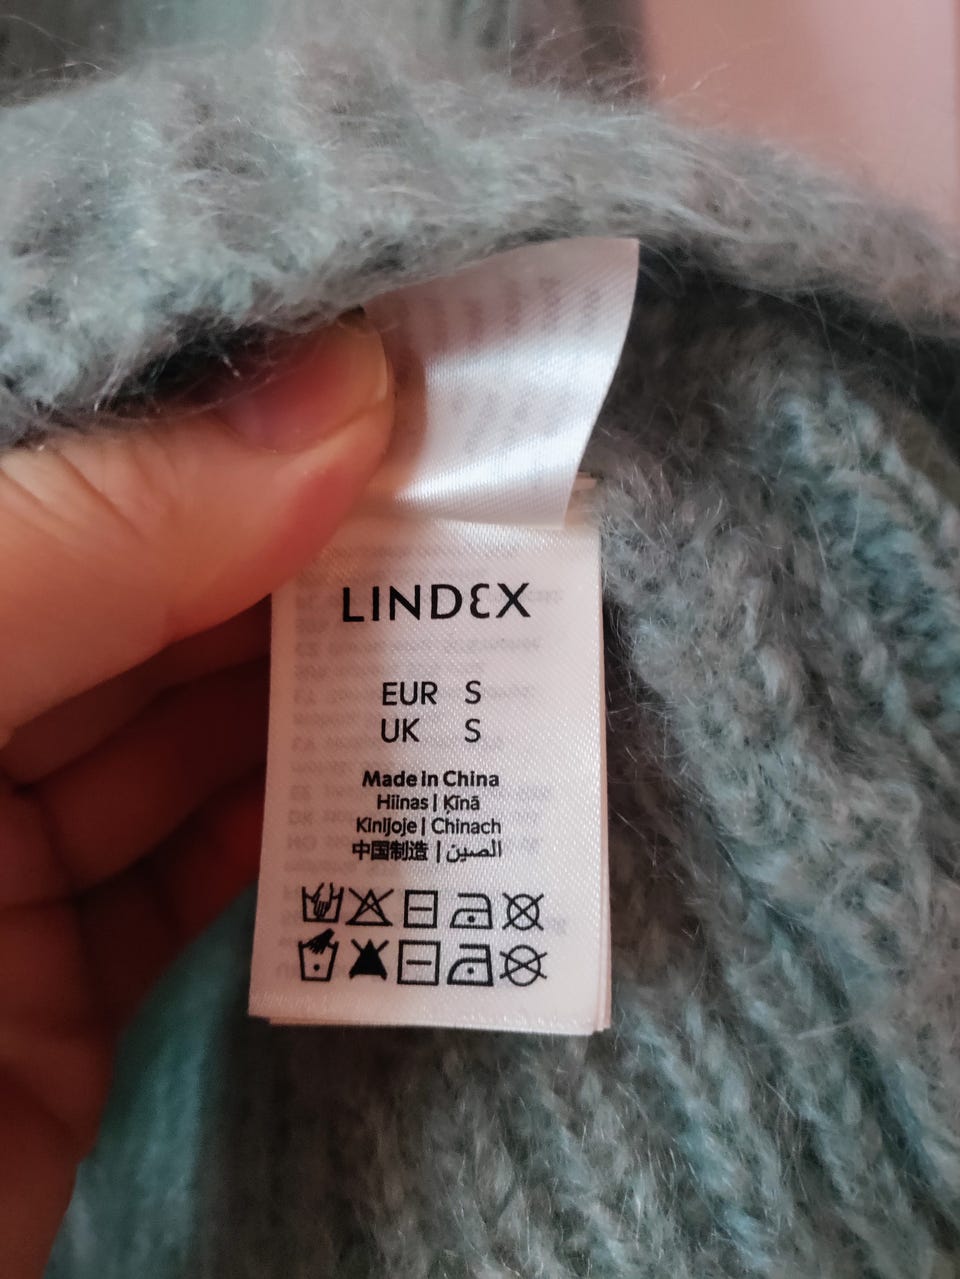 LINDEX
EUR S
UK S
Made in China
Hiinas | Ķīnā
Kinijoje | Chinach
中国制造 | الصين